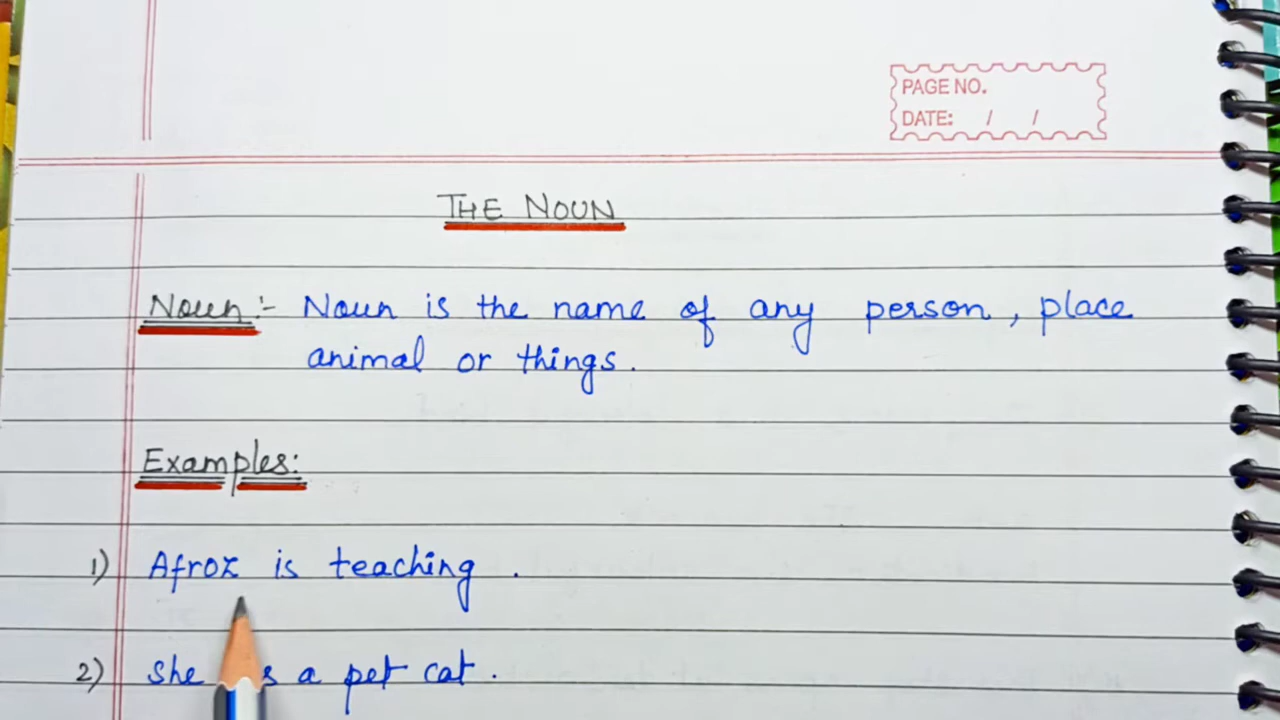 PAGE NO.
DATE: / /
THE NOUN
Noun :- Noun is the name of any person, place
animal or things.
Examples:
1) Afroz is teaching.
2) She a pet cat.